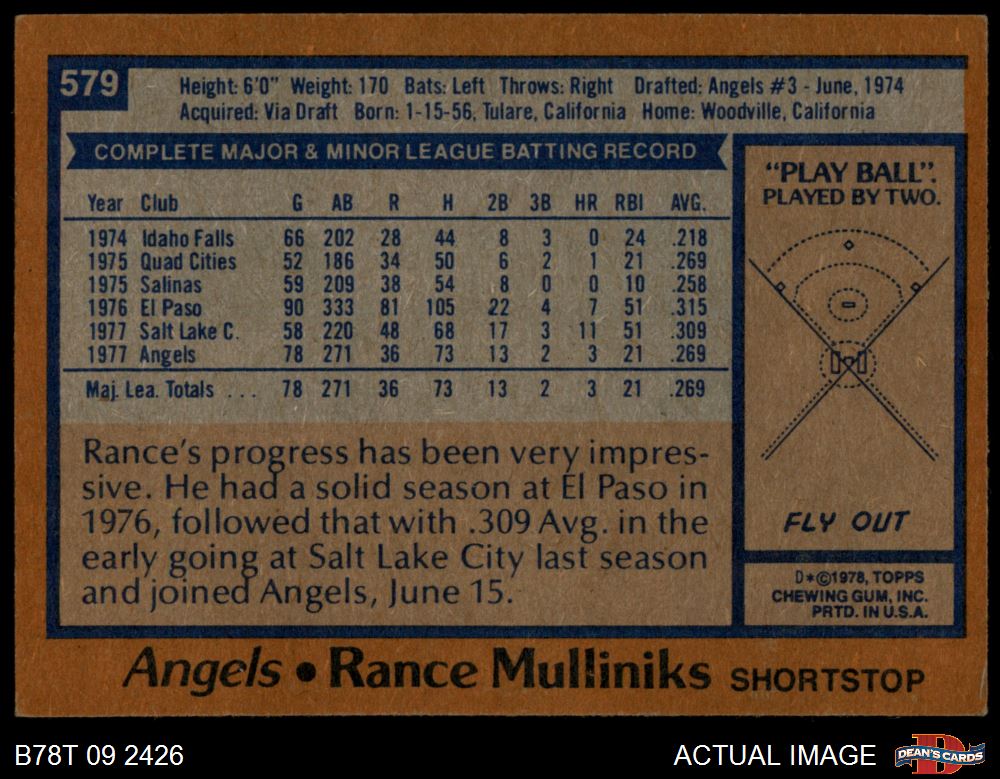 579
Height: 6'0" Weight: 170 Bats: Left Throws: Right Drafted: Angels #3 - June, 1974
Acquired: Via Draft Born: 1-15-56, Tulare, California Home: Woodville, California
COMPLETE MAJOR & MINOR LEAGUE BATTING RECORD
Year Club G AB R H 2B 3B HR RBI AVG.
1974 Idaho Falls 66 202 28 44 8 3 0 24 .218
1975 Quad Cities 52 186 34 50 6 2 1 21 .269
1975 Salinas 59 209 38 54 8 0 0 10 .258
1976 El Paso 90 333 81 105 22 4 7 51 .315
1977 Salt Lake C. 58 220 48 68 17 3 11 51 .309
1977 Angels 78 271 36 73 13 2 3 21 .269
Maj. Lea. Totals ... 78 271 36 73 13 2 3 21 .269
Rance's progress has been very impres-
sive. He had a solid season at El Paso in
1976, followed that with .309 Avg. in the
early going at Salt Lake City last season
and joined Angels, June 15.
"PLAY BALL".
PLAYED BY TWO.
FLY OUT
D*©1978, TOPPS
CHEWING GUM, INC.
PRTD. IN U.S.A.
Angels • Rance Mulliniks SHORTSTOP
B78T 09 2426
ACTUAL IMAGE
D
DEAN'S CARDS